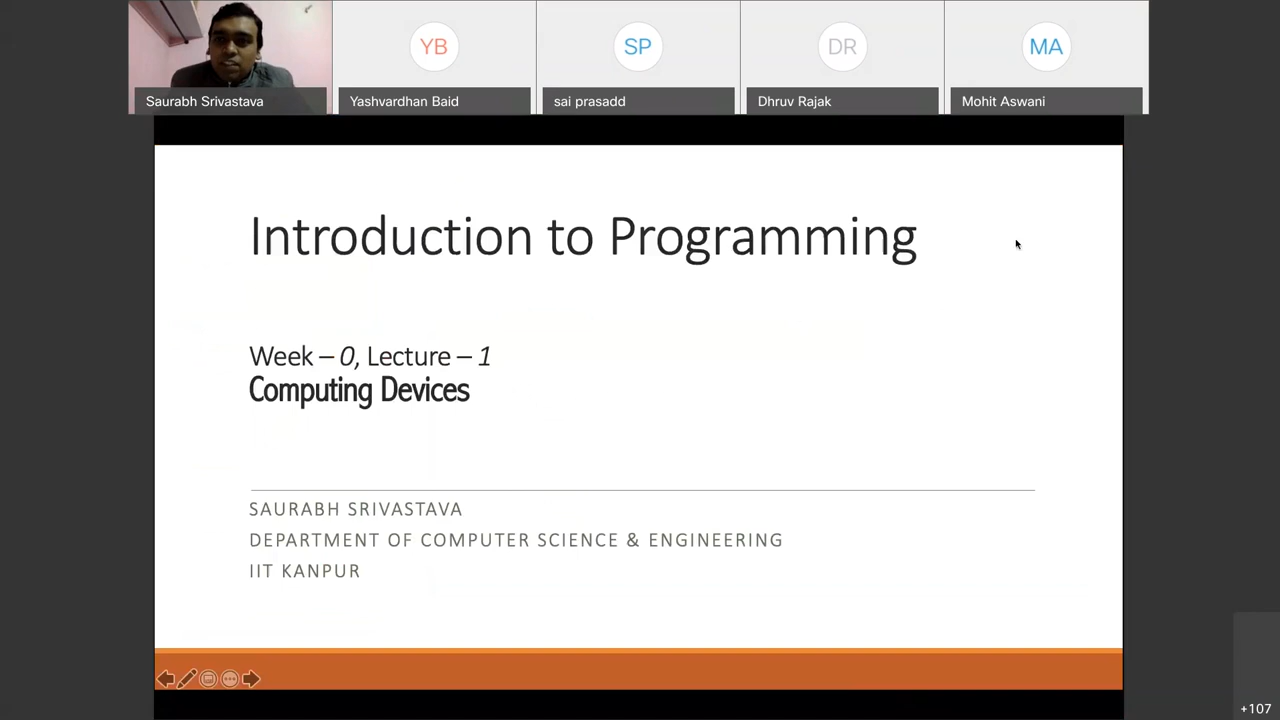 Saurabh Srivastava
YB
Yashvardhan Baid
SP
sai prasadd
DR
Dhruv Rajak
MA
Mohit Aswani
Introduction to Programming
Week – 0, Lecture – 1
Computing Devices
SAURABH SRIVASTAVA
DEPARTMENT OF COMPUTER SCIENCE & ENGINEERING
IIT KANPUR
+107